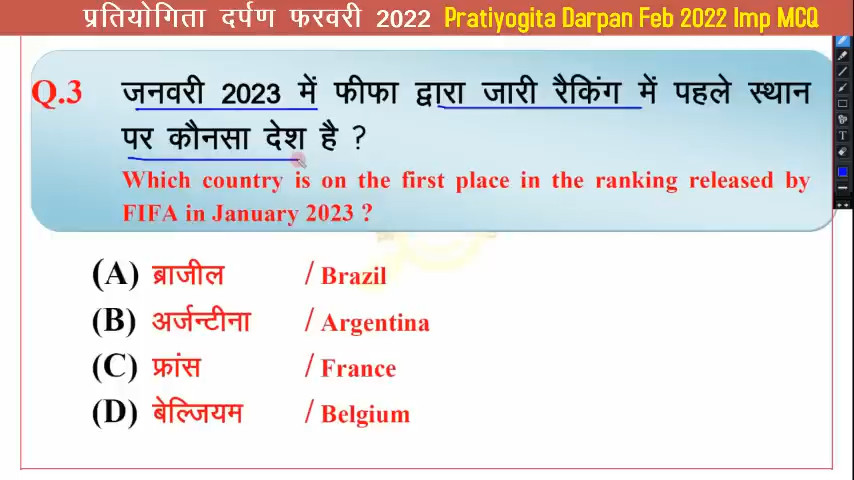 प्रतियोगिता दर्पण फरवरी 2022 Pratiyogita Darpan Feb 2022 Imp MCQ
Q.3 जनवरी 2023 में फीफा द्वारा जारी रैकिंग में पहले स्थान
पर कौनसा देश है ?
Which country is on the first place in the ranking released by
FIFA in January 2023 ?
(A) ब्राजील / Brazil
(B) अर्जन्टीना / Argentina
(C) फ्रांस / France
(D) बेल्जियम / Belgium